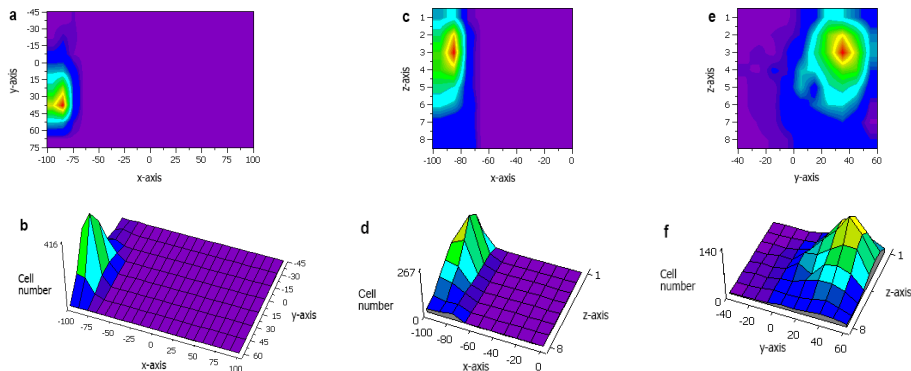 a
-45
-30
-15
0
15
30
45
60
75
y-axis
-100 -75 -50 -25 0 25 50 75 100
x-axis
c
1
2
3
4
5
6
7
8
z-axis
-100 -80 -60 -40 -20 0
x-axis
e
1
2
3
4
5
6
7
8
z-axis
-40 -20 0 20 40 60
y-axis
b
416
Cell
number
-100 -75 -50 -25 0 25 50 75 100
x-axis
-45
-30
-15
0
15
30
45
60
y-axis
d
267
Cell
number
0
-100 -80 -60 -40 -20 0
x-axis
1
z-axis
8
f
140
Cell
number
0
-40 -20 0 20 40 60
y-axis
1
z-axis
8